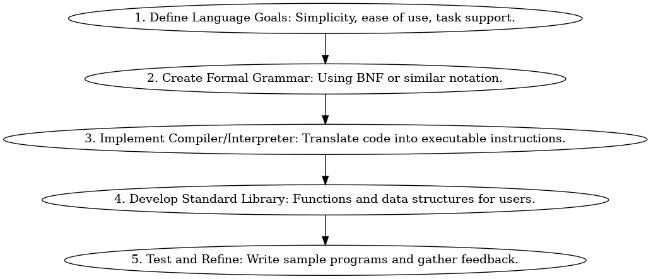 1. Define Language Goals: Simplicity, ease of use, task support.
2. Create Formal Grammar: Using BNF or similar notation.
3. Implement Compiler/Interpreter: Translate code into executable instructions.
4. Develop Standard Library: Functions and data structures for users.
5. Test and Refine: Write sample programs and gather feedback.